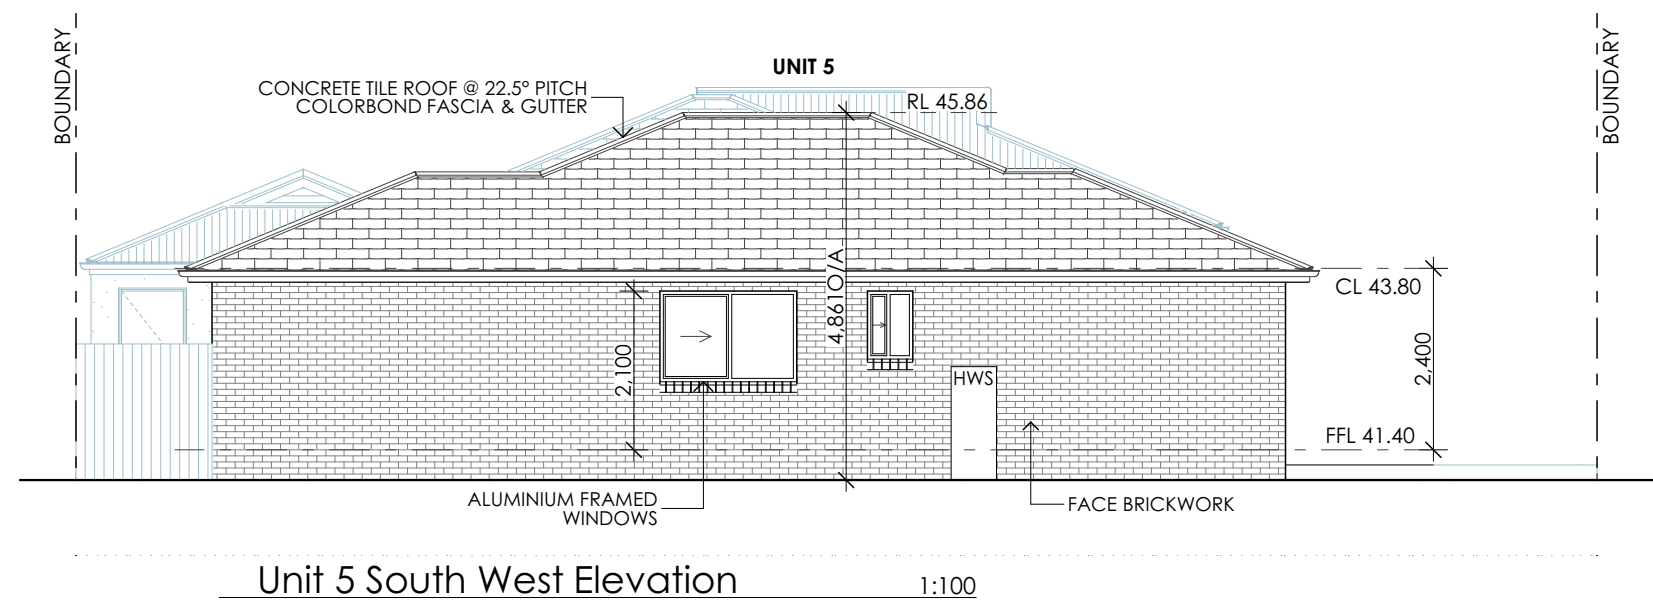 BOUNDARY
UNIT 5
BOUNDARY
CONCRETE TILE ROOF @ 22.5° PITCH
COLORBOND FASCIA & GUTTER
RL 45.86
4,861O/A
CL 43.80
2,100
2,400
HWS
FFL 41.40
ALUMINIUM FRAMED
WINDOWS
FACE BRICKWORK
Unit 5 South West Elevation
1:100